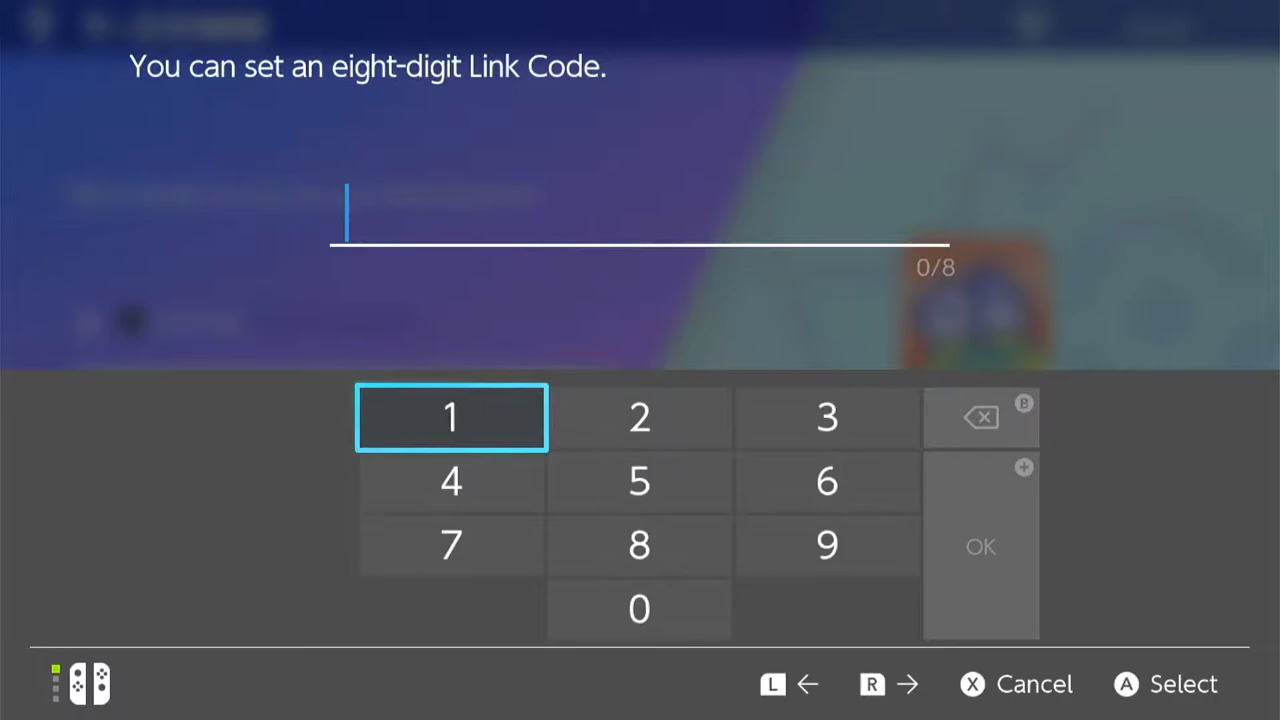 You can set an eight-digit Link Code.
0/8
1 2 3 B
4 5 6 +
7 8 9 OK
0
L ← R → X Cancel A Select